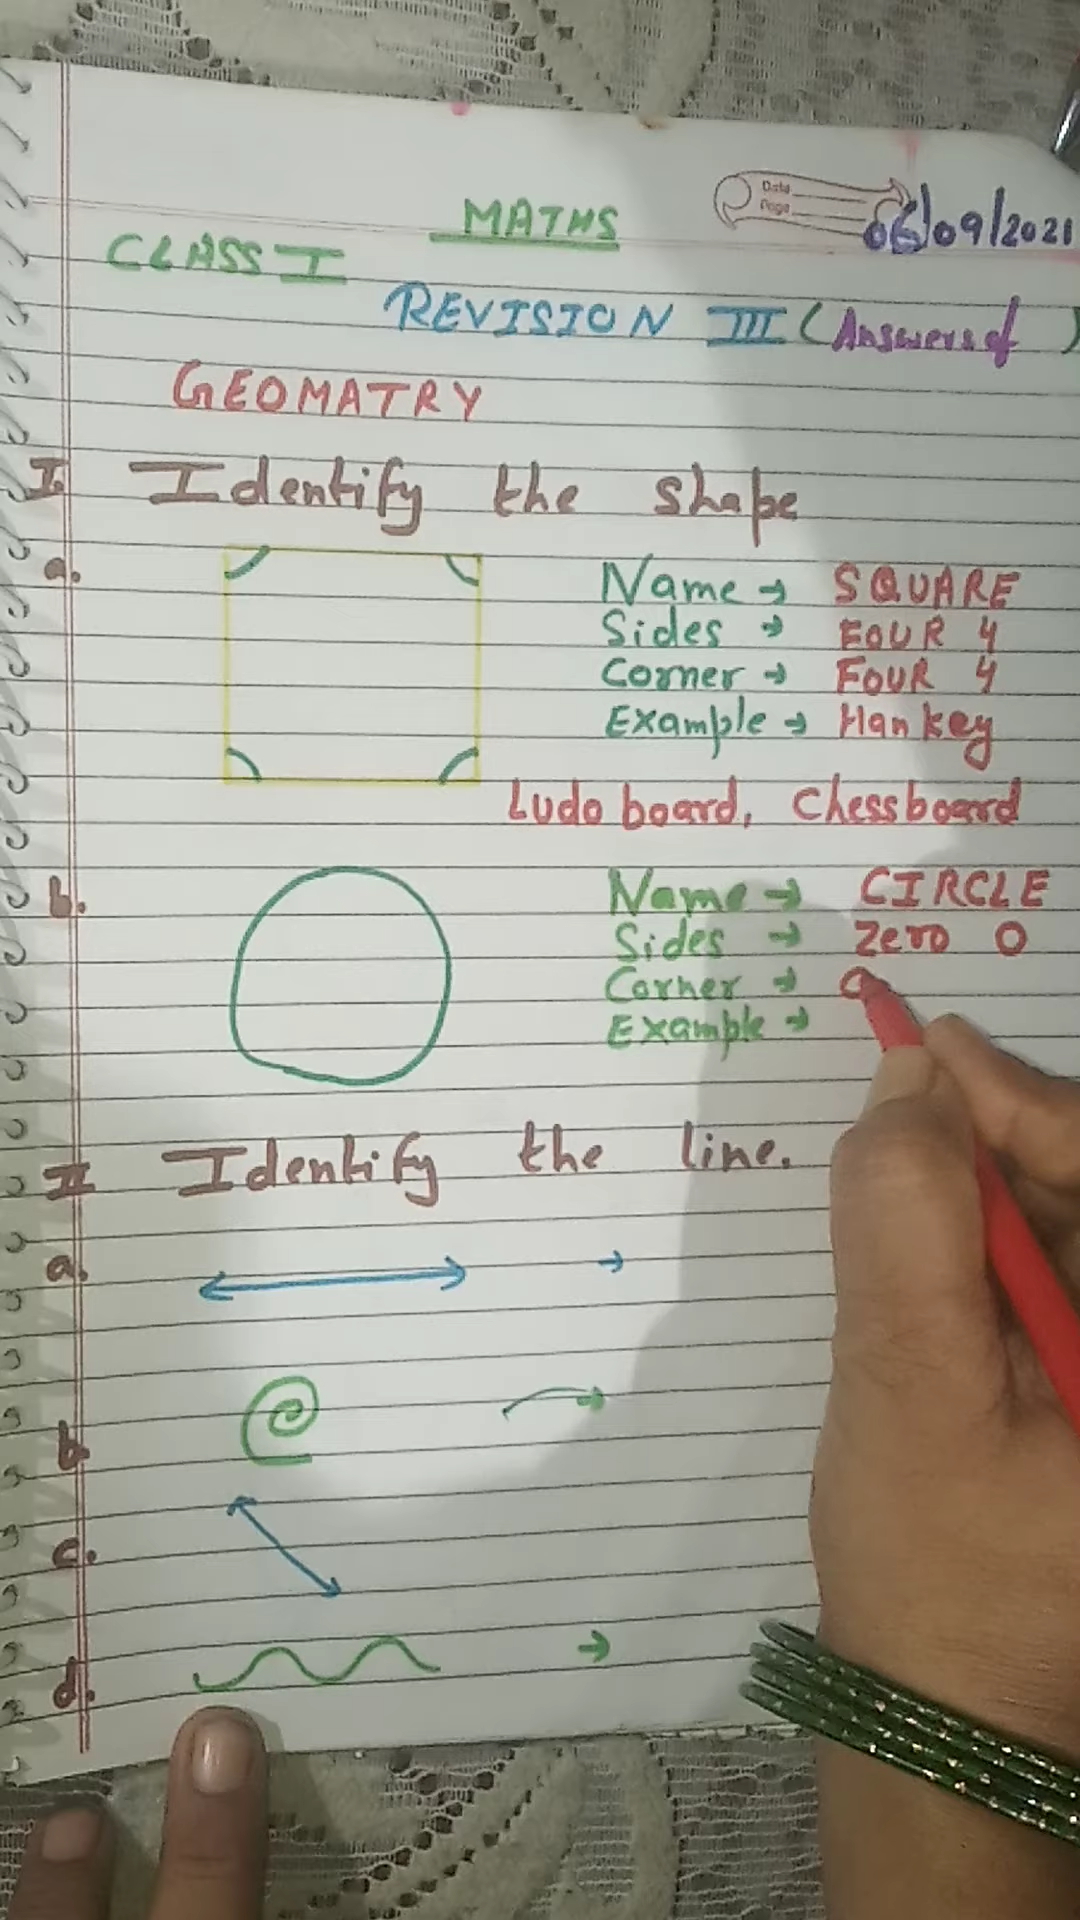 Date
Page
06/09/2021
MATHS
CLASS I
REVISION III (Answers of )
GEOMATRY
I. Identify the shape
a. Name → SQUARE
Sides → FOUR 4
Corner → FOUR 4
Example → Hankey
Ludo board, Chessboard
b. Name → CIRCLE
Sides → Zero 0
Corner →
Example →
II Identify the line.
a. →
b. →
c.
d. →